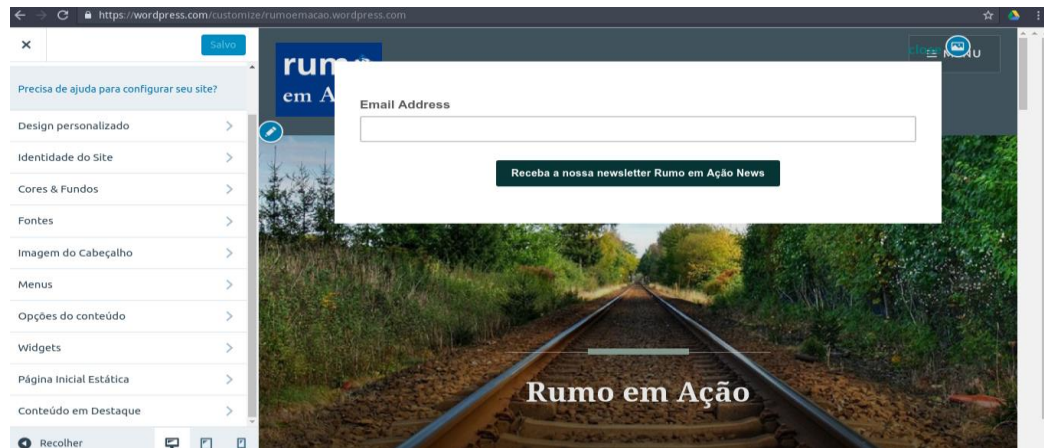 https://wordpress.com/customize/rumoemacao.wordpress.com
Salvo
Precisa de ajuda para configurar seu site?
Design personalizado
Identidade do Site
Cores & Fundos
Fontes
Imagem do Cabeçalho
Menus
Opções do conteúdo
Widgets
Página Inicial Estática
Conteúdo em Destaque
Recolher
em A
Email Address
Receba a nossa newsletter Rumo em Ação News
Rumo em Ação